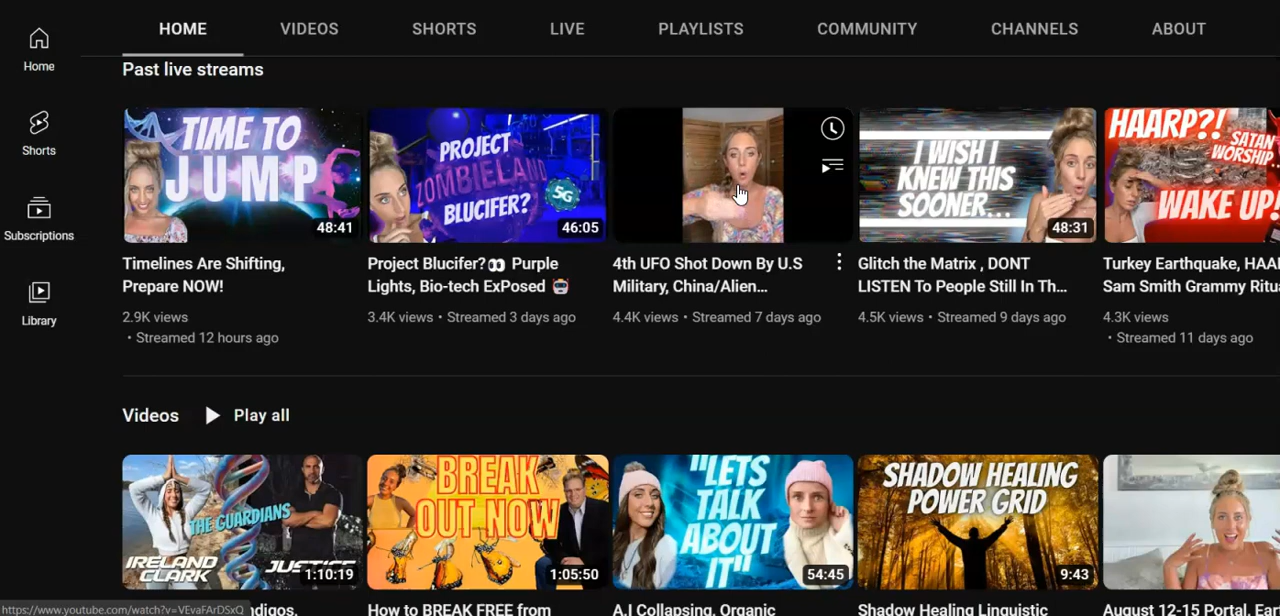 HOME VIDEOS SHORTS LIVE PLAYLISTS COMMUNITY CHANNELS ABOUT
Home
Shorts
Subscriptions
Library
Past live streams
TIME TO
JUMP
48:41
Timelines Are Shifting,
Prepare NOW!
2.9K views
• Streamed 12 hours ago
PROJECT
ZOMBIELAND
BLUCIFER?
5G
46:05
Project Blucifer?👀 Purple
Lights, Bio-tech ExPosed 🤖
3.4K views • Streamed 3 days ago
4th UFO Shot Down By U.S
Military, China/Alien...
4.4K views • Streamed 7 days ago
I WISH I
KNEW THIS
SOONER...
48:31
Glitch the Matrix , DONT
LISTEN To People Still In Th...
4.5K views • Streamed 9 days ago
HAARP?!
SATAN
WORSHIP..
WAKE UP!
Turkey Earthquake, HAA
Sam Smith Grammy Ritu
4.3K views
• Streamed 11 days ago
Videos Play all
THE GUARDIANS
IRELAND
CLARK
JUSTICE
1:10:19
ndigos,
BREAK
OUT NOW
1:05:50
How to BREAK FREE from
"LETS
TALK
ABOUT
IT"
54:45
A.I Collapsing, Organic
SHADOW HEALING
POWER GRID
9:43
Shadow Healing Linguistic
August 12-15 Portal, Ea
https://www.youtube.com/watch?v=VEvaFArDSxQ